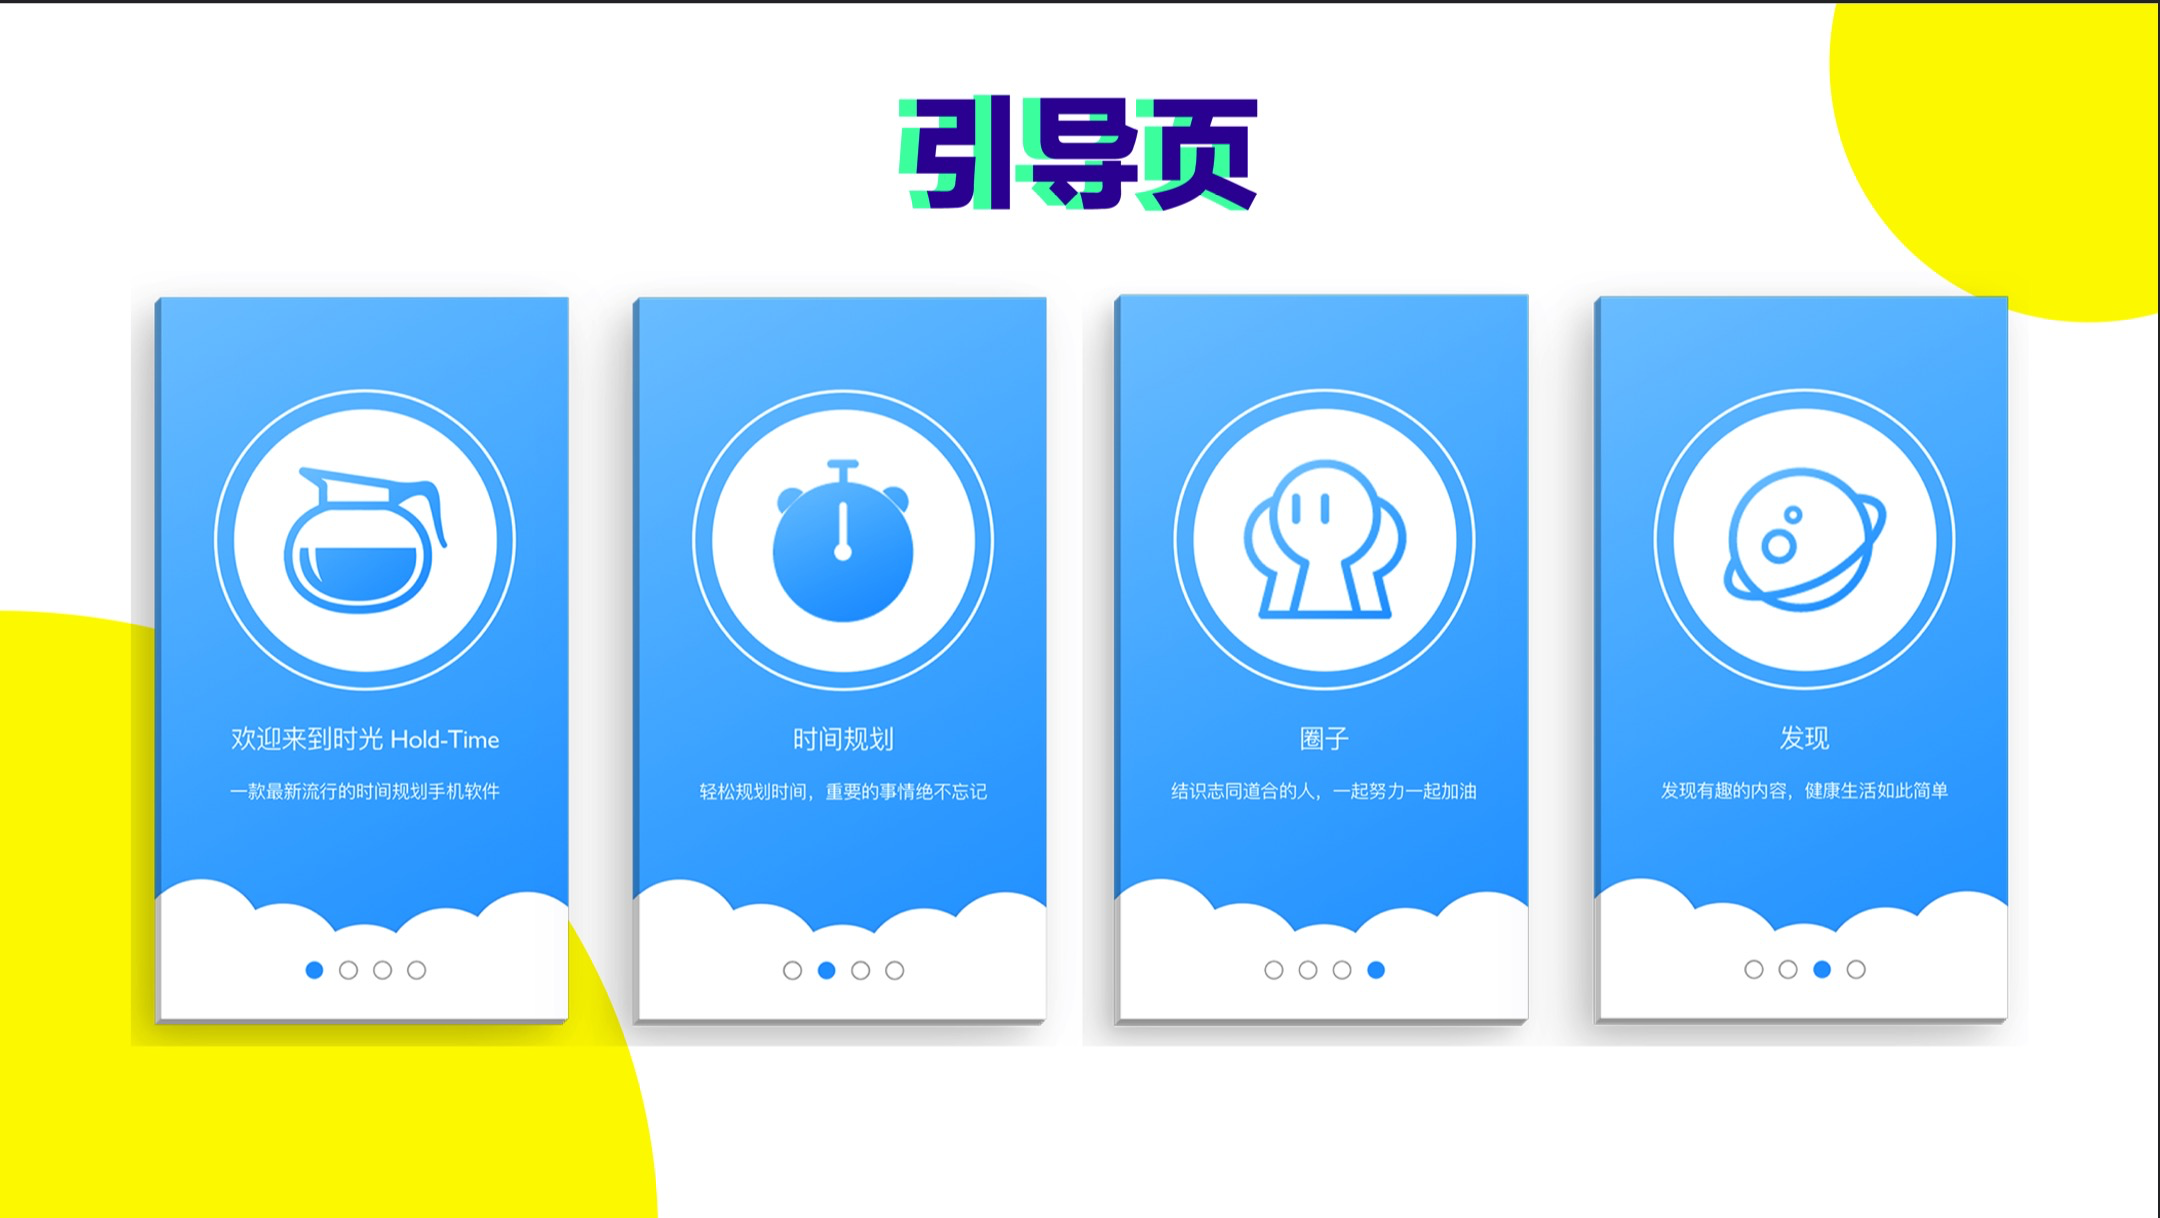 引导页
欢迎来到时光 Hold-Time
一款最新流行的时间规划手机软件
时间规划
轻松规划时间，重要的事情绝不忘记
圈子
结识志同道合的人，一起努力一起加油
发现
发现有趣的内容，健康生活如此简单